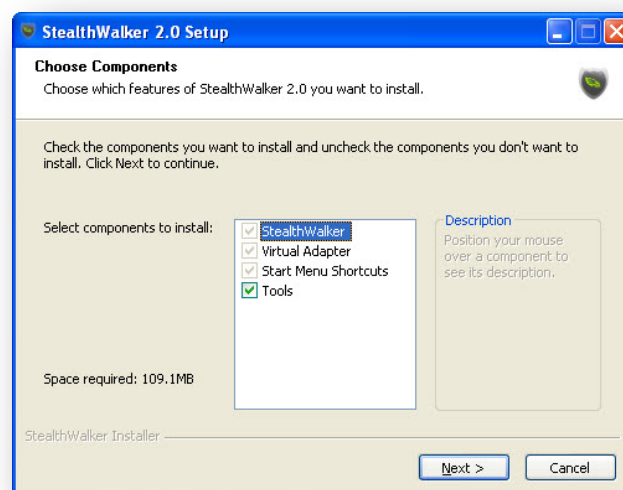 StealthWalker 2.0 Setup
Choose Components
Choose which features of StealthWalker 2.0 you want to install.
Check the components you want to install and uncheck the components you don't want to
install. Click Next to continue.
Select components to install:
StealthWalker
Virtual Adapter
Start Menu Shortcuts
Tools
Description
Position your mouse
over a component to
see its description.
Space required: 109.1MB
StealthWalker Installer
Next >
Cancel